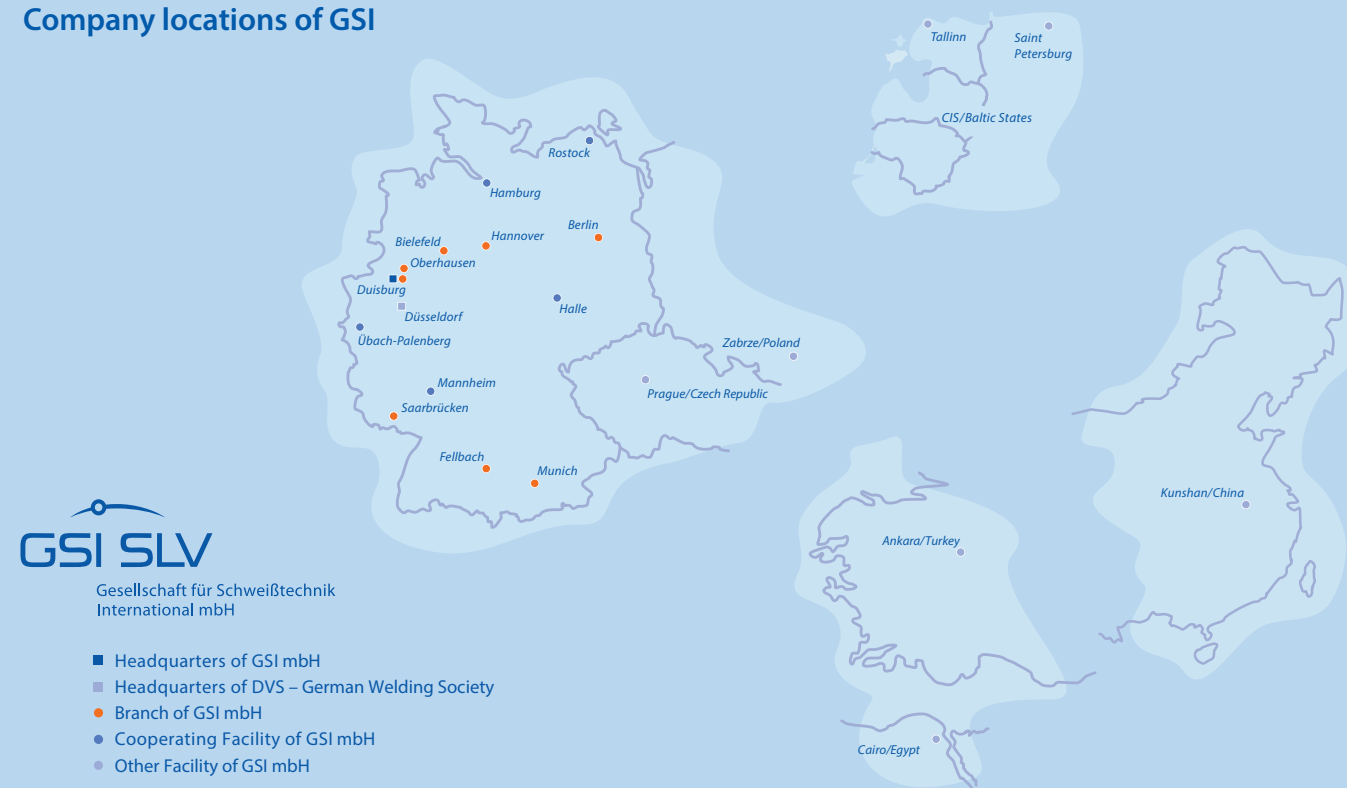 Company locations of GSI
Tallinn
Saint
Petersburg
CIS/Baltic States
Rostock
Hamburg
Berlin
Hannover
Bielefeld
Oberhausen
Duisburg
Düsseldorf
Halle
Übach-Palenberg
Zabrze/Poland
Mannheim
Prague/Czech Republic
Saarbrücken
Fellbach
Munich
Kunshan/China
Ankara/Turkey
Cairo/Egypt
GSI SLV
Gesellschaft für Schweißtechnik
International mbH
Headquarters of GSI mbH
Headquarters of DVS – German Welding Society
Branch of GSI mbH
Cooperating Facility of GSI mbH
Other Facility of GSI mbH